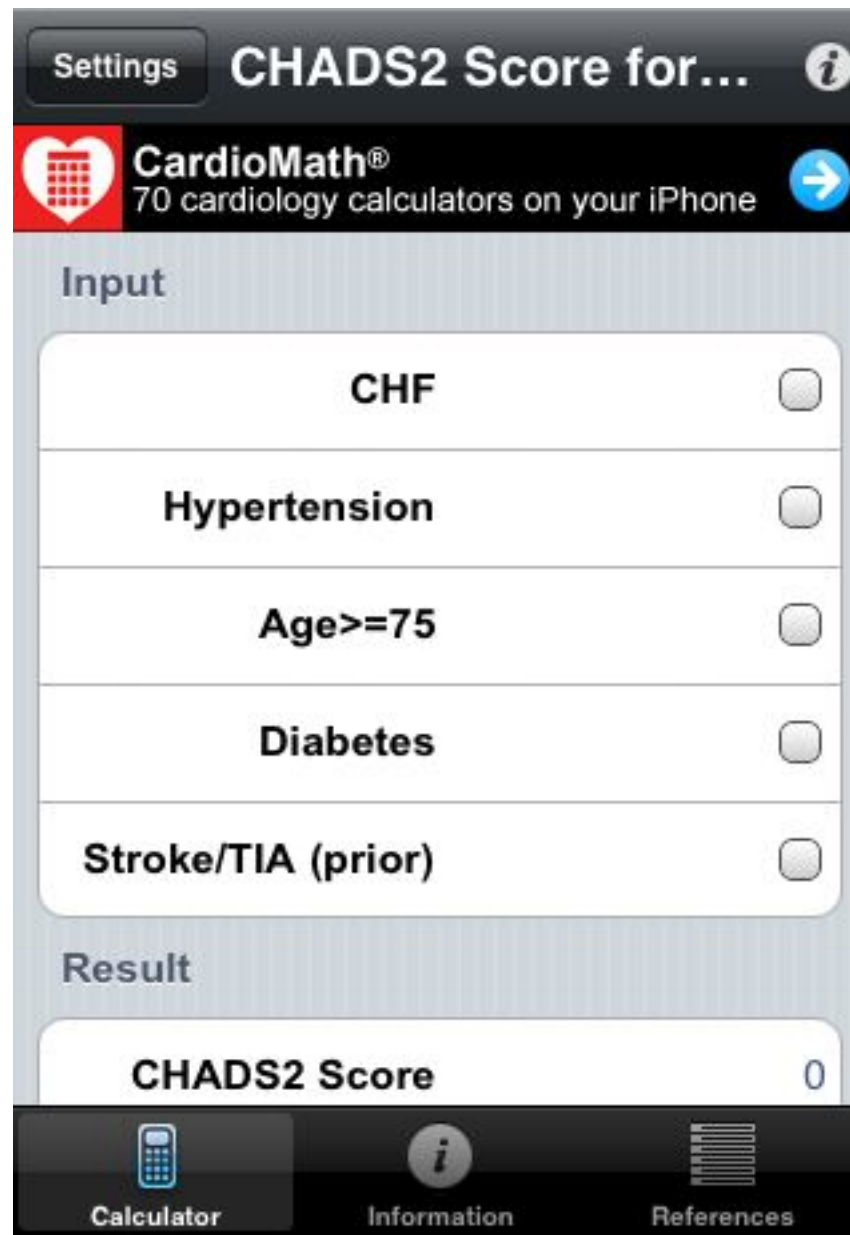 Settings CHADS2 Score for...
CardioMath®
70 cardiology calculators on your iPhone
Input
CHF
Hypertension
Age>=75
Diabetes
Stroke/TIA (prior)
Result
CHADS2 Score 0
Calculator Information References